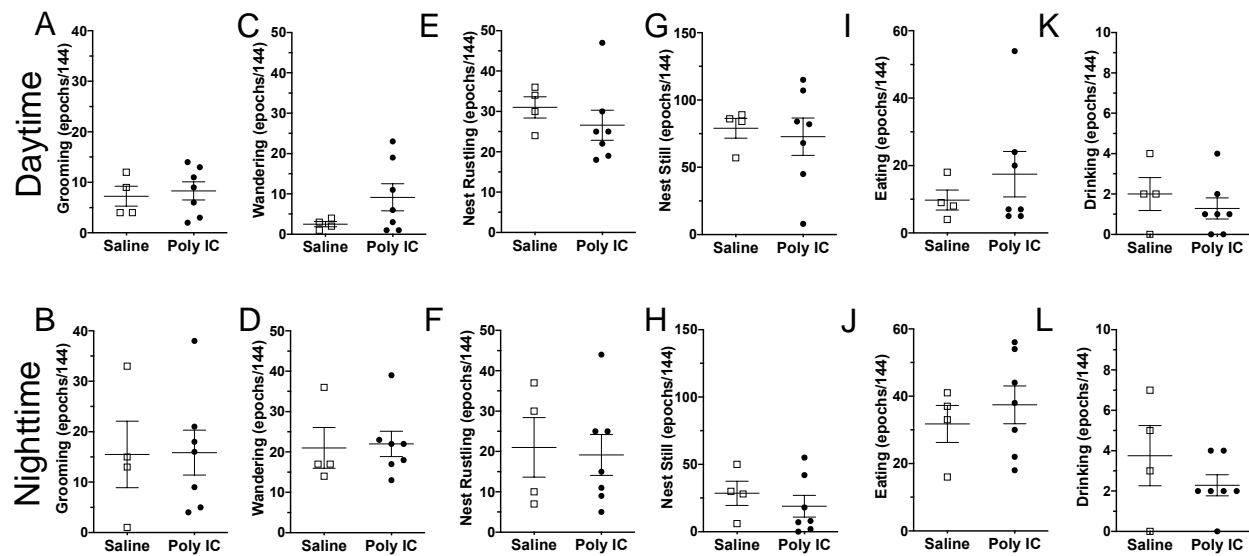 Daytime
A
Grooming (epochs/144)
40
30
20
10
0
Saline Poly IC
C
Wandering (epochs/144)
50
40
30
20
10
0
Saline Poly IC
E
Nest Rustling (epochs/144)
50
40
30
20
10
0
Saline Poly IC
G
Nest Still (epochs/144)
150
100
75
50
25
0
Saline Poly IC
I
Eating (epochs/144)
60
40
20
0
Saline Poly IC
K
Drinking (epochs/144)
10
8
6
4
2
0
Saline Poly IC
Nighttime
B
Grooming (epochs/144)
40
30
20
10
0
Saline Poly IC
D
Wandering (epochs/144)
50
40
30
20
10
0
Saline Poly IC
F
Nest Rustling (epochs/144)
50
40
30
20
10
0
Saline Poly IC
H
Nest Still (epochs/144)
150
100
75
50
25
0
Saline Poly IC
J
Eating (epochs/144)
60
40
20
0
Saline Poly IC
L
Drinking (epochs/144)
10
8
6
4
2
0
Saline Poly IC